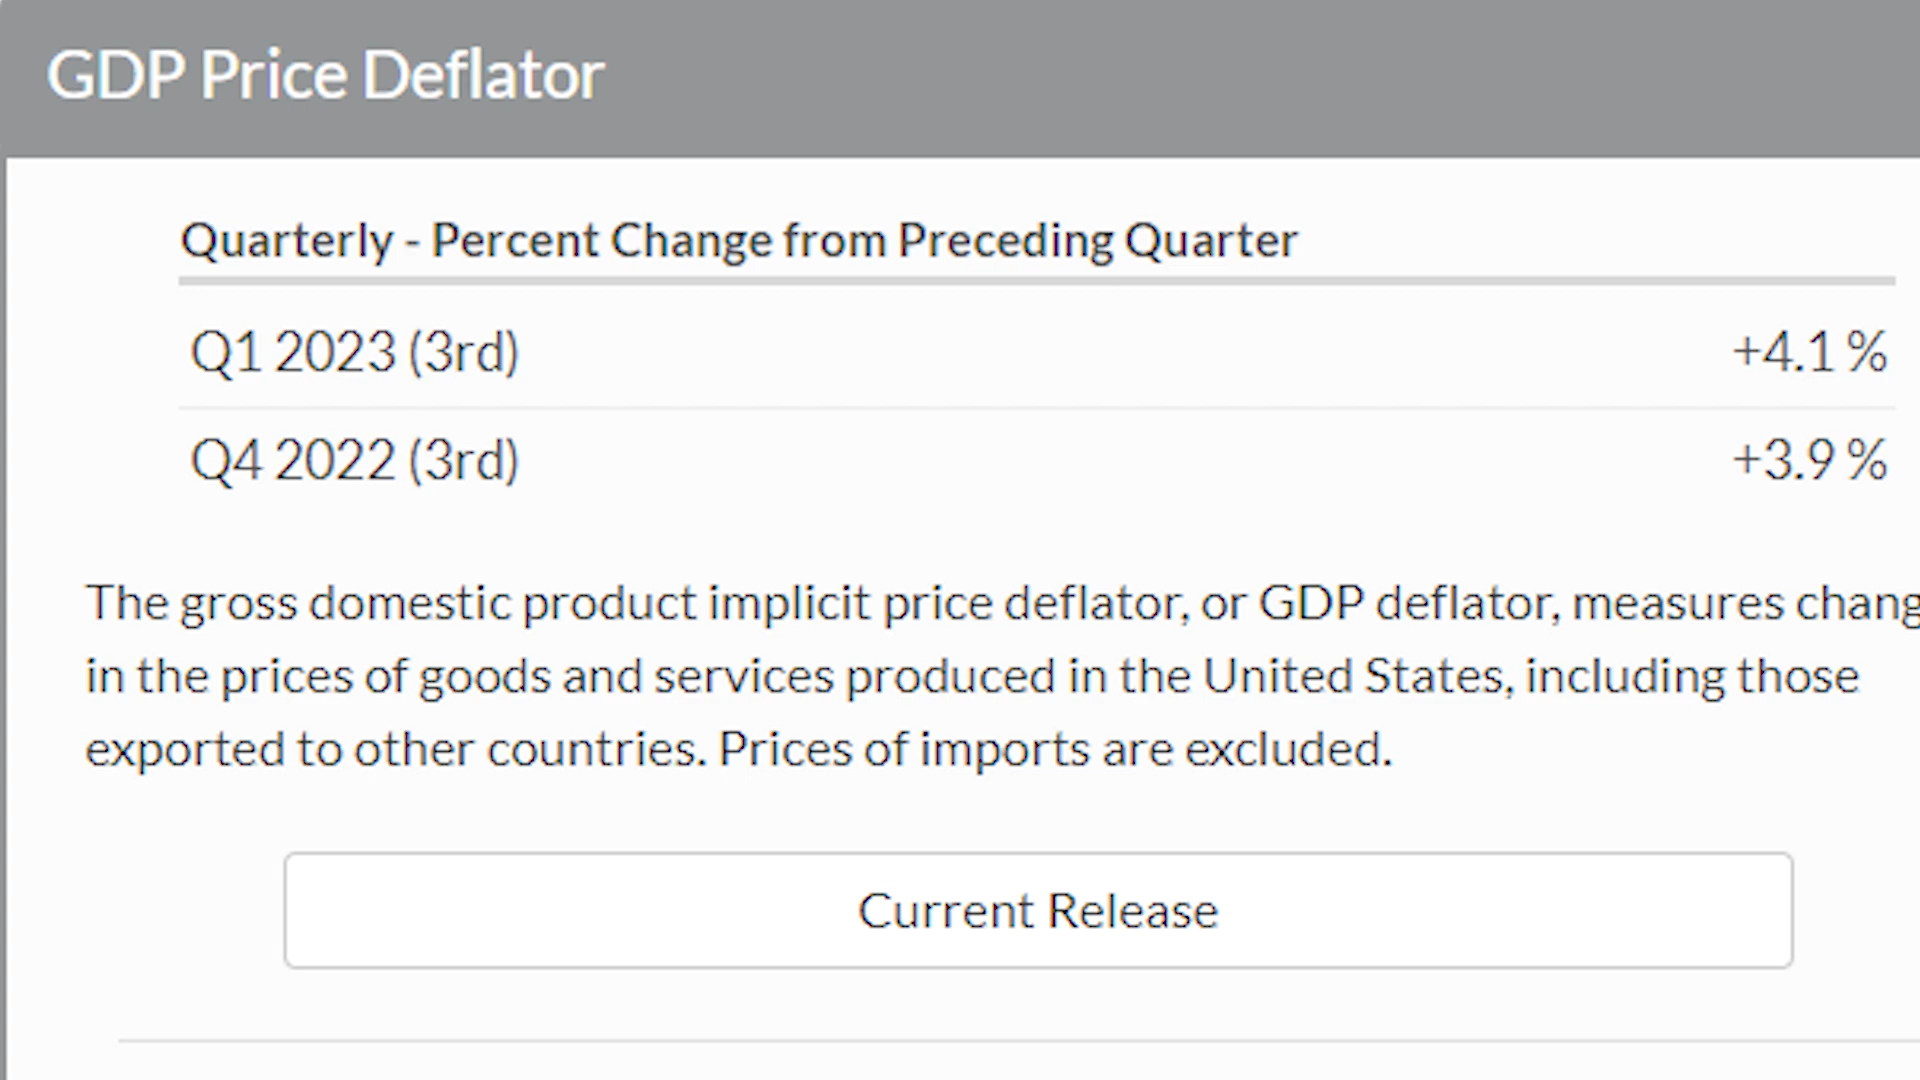 GDP Price Deflator
Quarterly - Percent Change from Preceding Quarter
Q1 2023 (3rd) +4.1 %
Q4 2022 (3rd) +3.9 %
The gross domestic product implicit price deflator, or GDP deflator, measures chang
in the prices of goods and services produced in the United States, including those
exported to other countries. Prices of imports are excluded.
Current Release